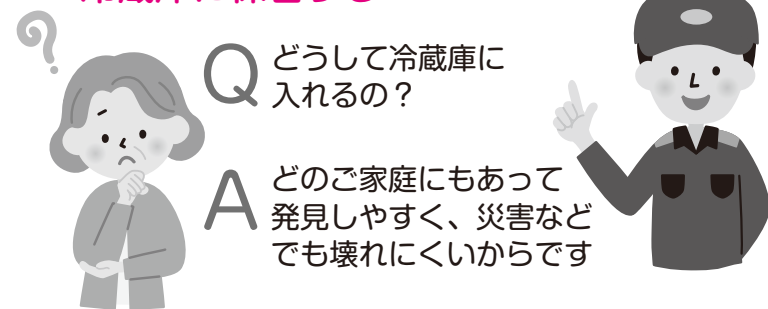 Q どうして冷蔵庫に
入れるの？
A どのご家庭にもあって
発見しやすく、災害など
でも壊れにくいからです